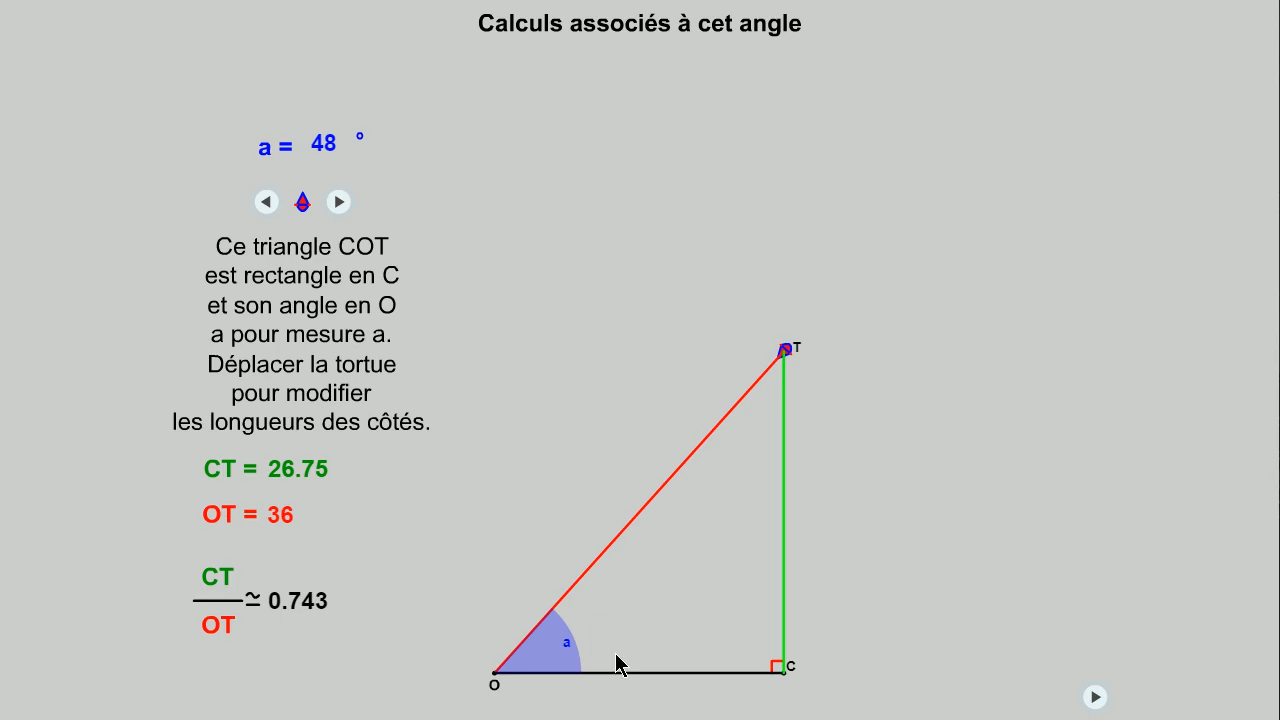 Calculs associés à cet angle
a = 48 °
Ce triangle COT
est rectangle en C
et son angle en O
a pour mesure a.
Déplacer la tortue
pour modifier
les longueurs des côtés.
CT = 26.75
OT = 36
CT
≃ 0.743
OT
T
a
C
O